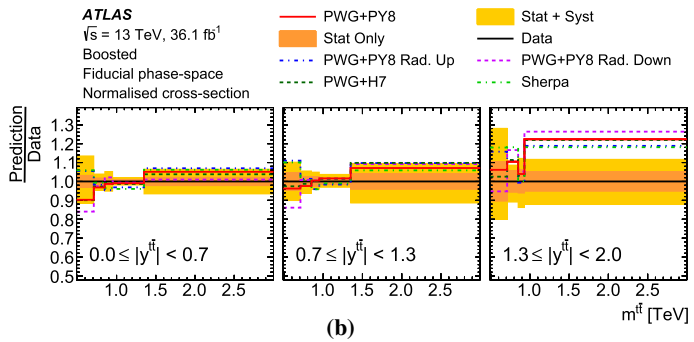 ATLAS
√s = 13 TeV, 36.1 fb¹
Boosted
Fiducial phase-space
Normalised cross-section
PWG+PY8
Stat Only
PWG+PY8 Rad. Up
PWG+H7
Stat + Syst
Data
PWG+PY8 Rad. Down
Sherpa
Prediction
Data
1.3
1.2
1.1
1.0
0.9
0.8
0.7
0.6
0.5
0.0 ≤ |y^tt̄| < 0.7
0.7 ≤ |y^tt̄| < 1.3
1.3 ≤ |y^tt̄| < 2.0
1.0 1.5 2.0 2.5 1.0 1.5 2.0 2.5 1.0 1.5 2.0 2.5
m^tt̄ [TeV]
(b)